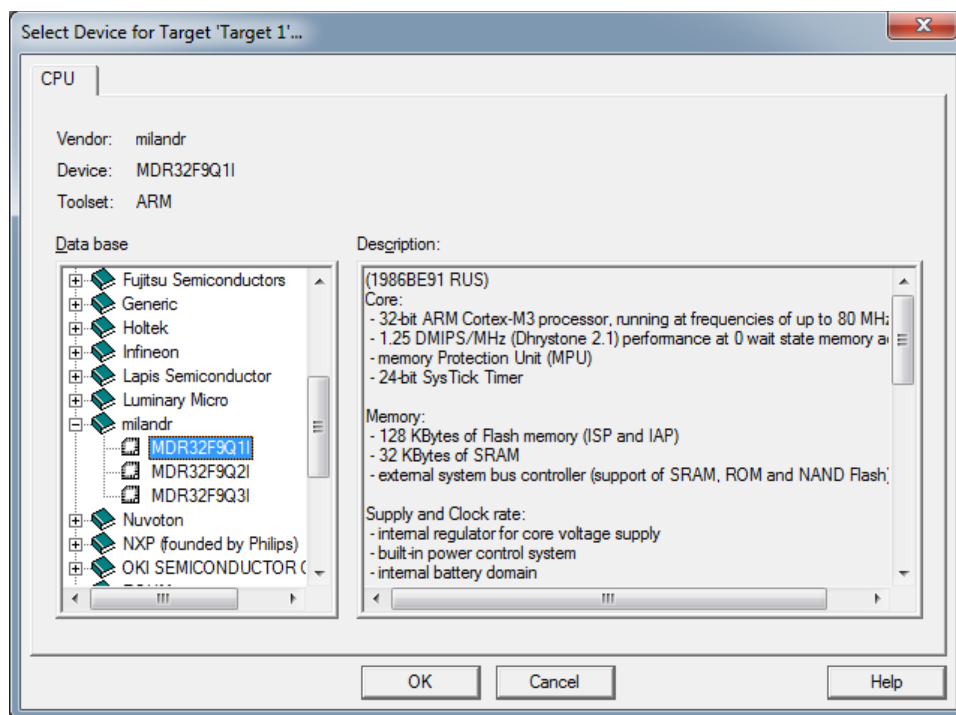 Select Device for Target 'Target 1'...
CPU
Vendor: milandr
Device: MDR32F9Q1I
Toolset: ARM
Data base
Fujitsu Semiconductors
Generic
Holtek
Infineon
Lapis Semiconductor
Luminary Micro
milandr
MDR32F9Q1I
MDR32F9Q2I
MDR32F9Q3I
Nuvoton
NXP (founded by Philips)
OKI SEMICONDUCTOR
Description:
(1986BE91 RUS)
Core:
- 32-bit ARM Cortex-M3 processor, running at frequencies of up to 80 MHz
- 1.25 DMIPS/MHz (Dhrystone 2.1) performance at 0 wait state memory
- memory Protection Unit (MPU)
- 24-bit SysTick Timer
Memory:
- 128 KBytes of Flash memory (ISP and IAP)
- 32 KBytes of SRAM
- external system bus controller (support of SRAM, ROM and NAND Flash)
Supply and Clock rate:
- internal regulator for core voltage supply
- built-in power control system
- internal battery domain
OK
Cancel
Help